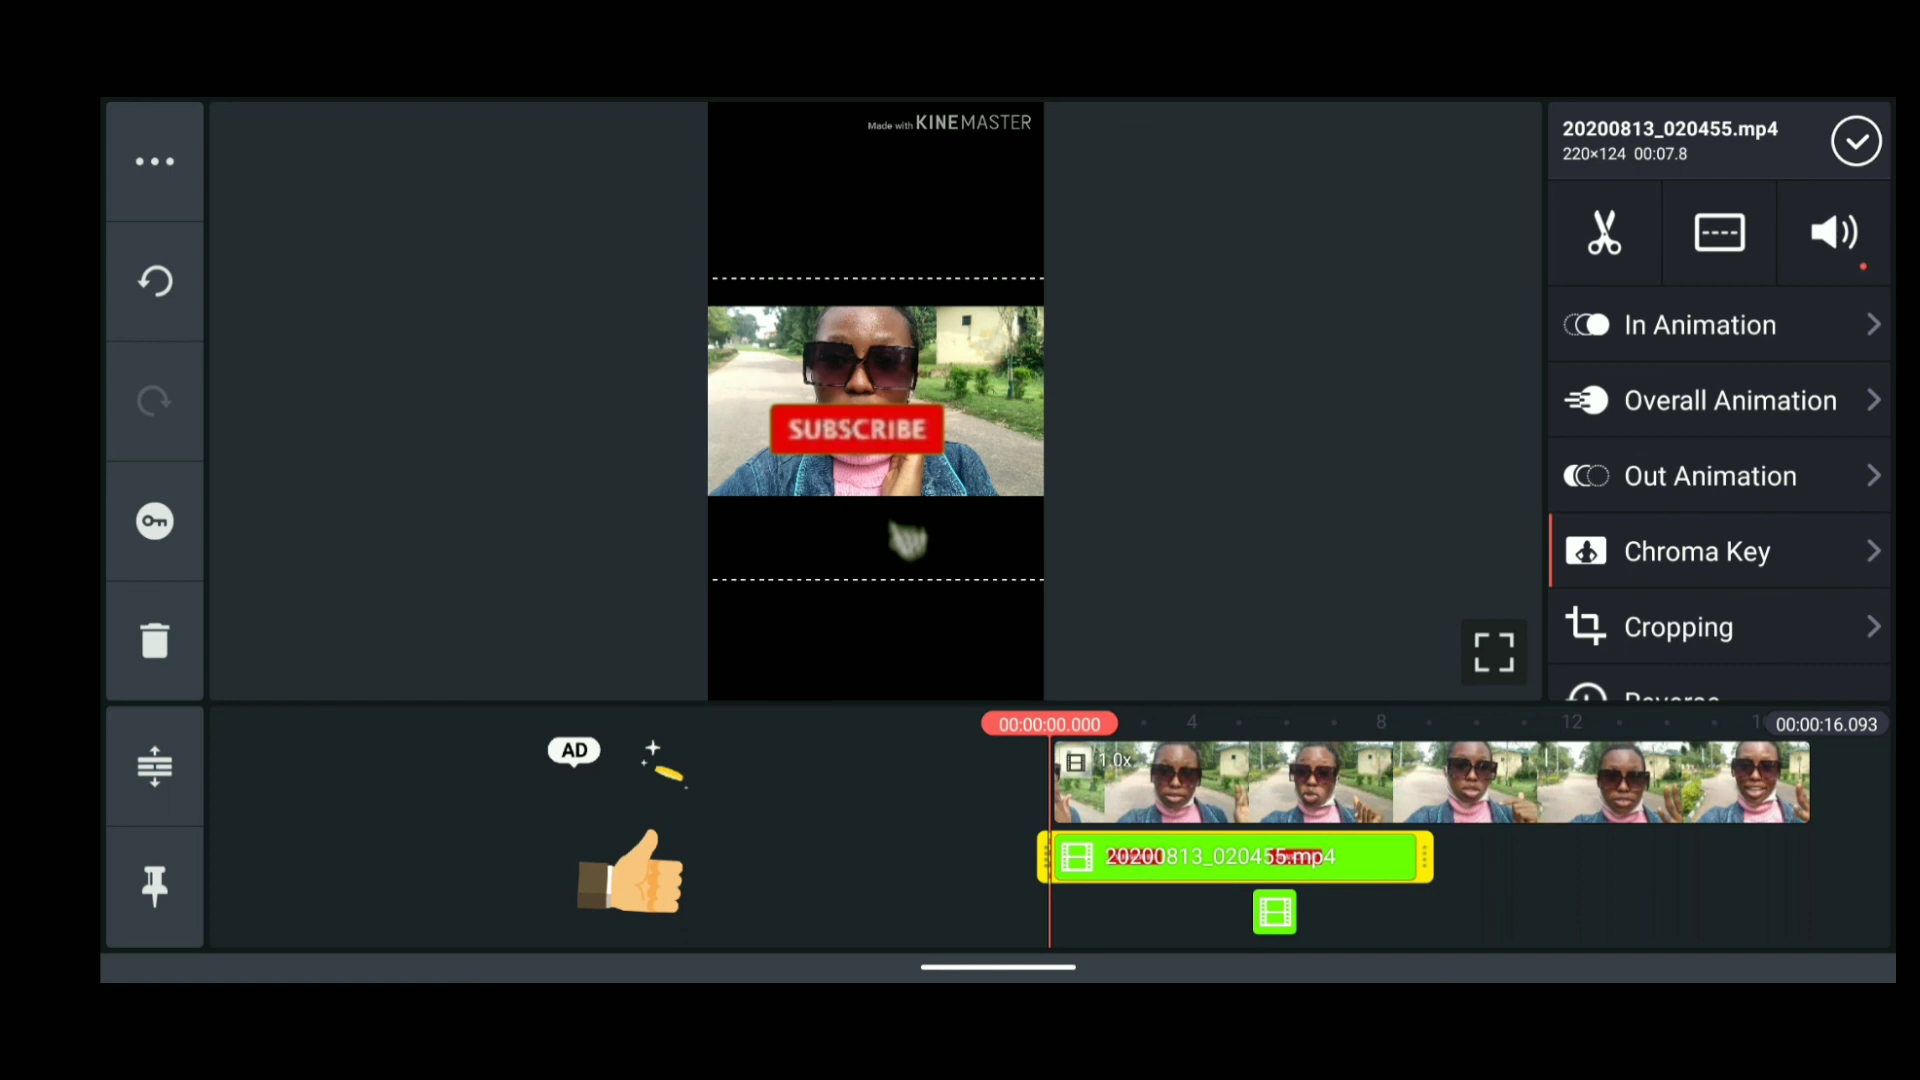 Made with KINEMASTER
SUBSCRIBE
20200813_020455.mp4
220×124 00:07.8
In Animation
Overall Animation
Out Animation
Chroma Key
Cropping
Reverse
00:00:00.000
4
8
12
00:00:16.093
AD
1.0x
20200813_020455.mp4